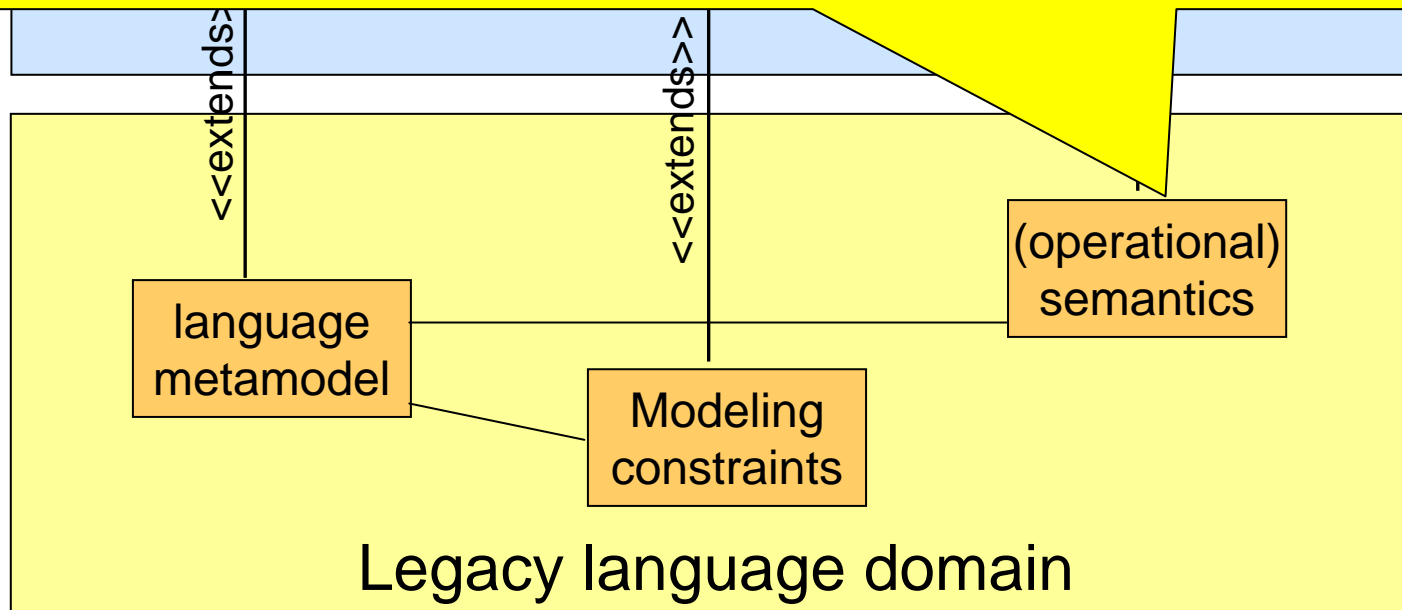 <<extends>
<<extends>>
(operational)
semantics
language
metamodel
Modeling
constraints
Legacy language domain